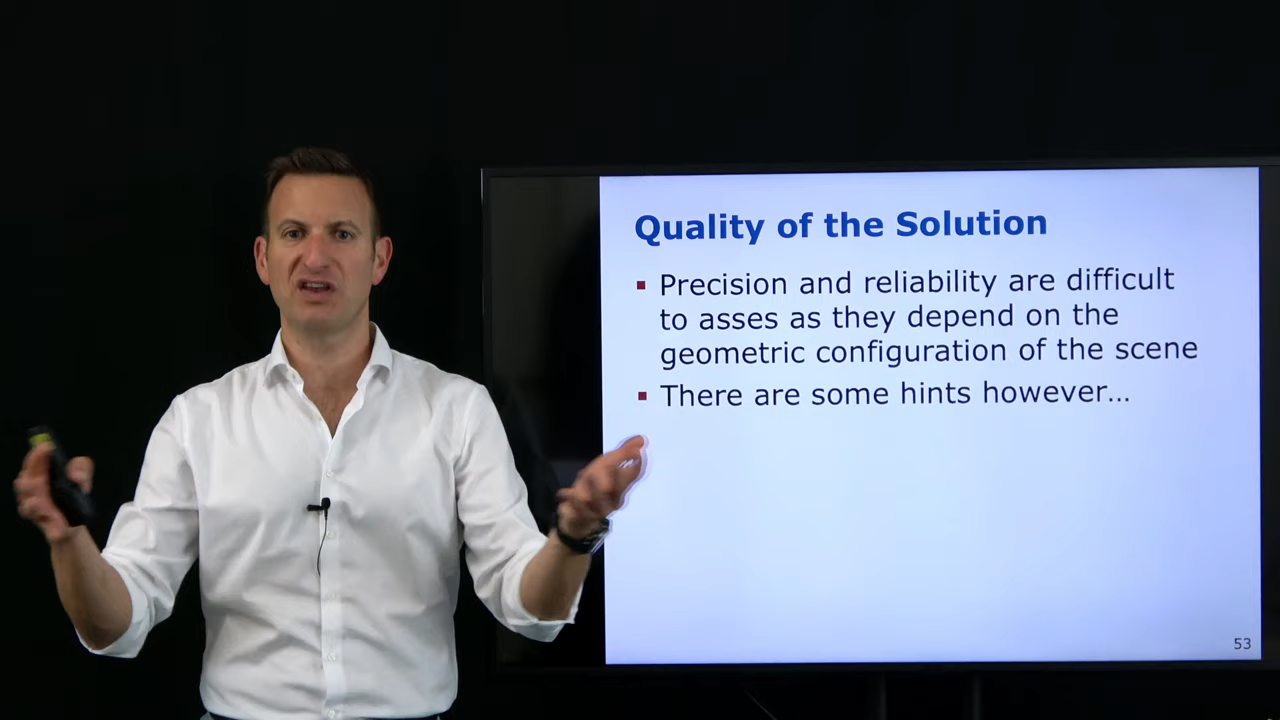 Quality of the Solution
▪ Precision and reliability are difficult
to asses as they depend on the
geometric configuration of the scene
▪ There are some hints however…
53